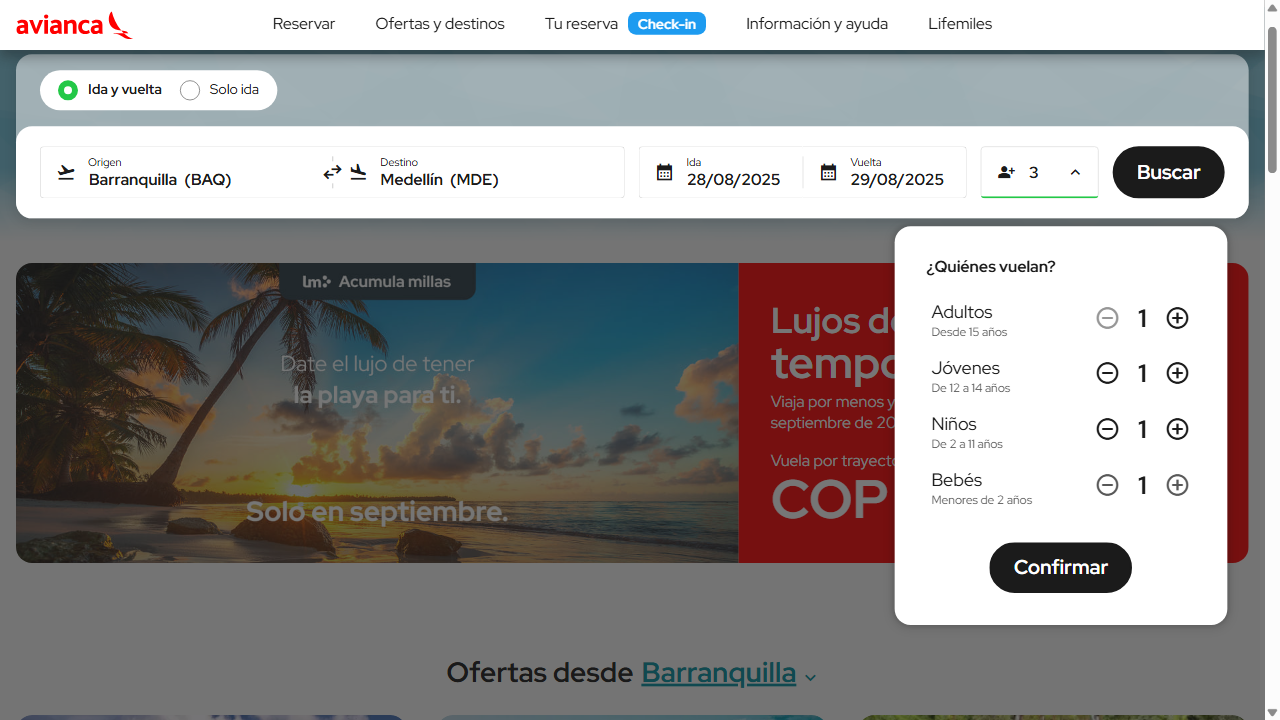 avianca
Reservar
Ofertas y destinos
Tu reserva
Check-in
Información y ayuda
Lifemiles
Ida y vuelta
Solo ida
Origen
Barranquilla (BAQ)
Destino
Medellín (MDE)
Ida
28/08/2025
Vuelta
29/08/2025
3
Buscar
lm Acumula millas
Date el lujo de tener
la playa para ti.
Solo en septiembre.
Lujos de
tempo
Viaja por menos y
septiembre de 20
Vuela por trayecto
COP
¿Quiénes vuelan?
Adultos
Desde 15 años
1
Jóvenes
De 12 a 14 años
1
Niños
De 2 a 11 años
1
Bebés
Menores de 2 años
1
Confirmar
Ofertas desde Barranquilla